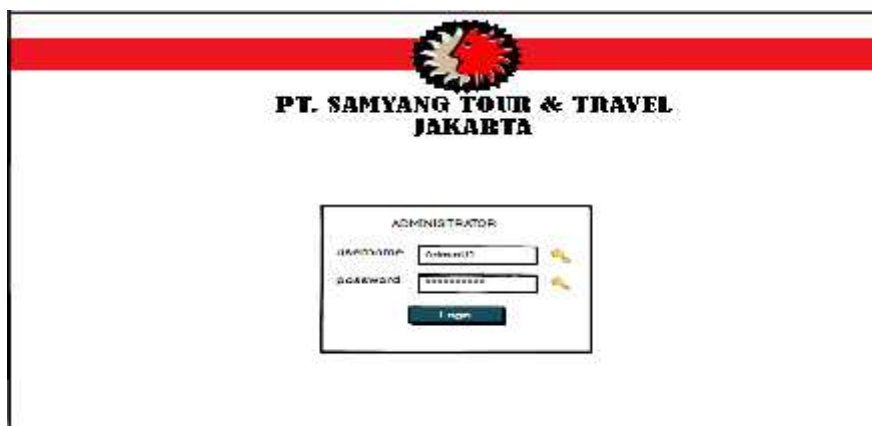 PT. SAMYANG TOUR & TRAVEL
JAKARTA
ADMINISTRATOR
username
password **********
Login